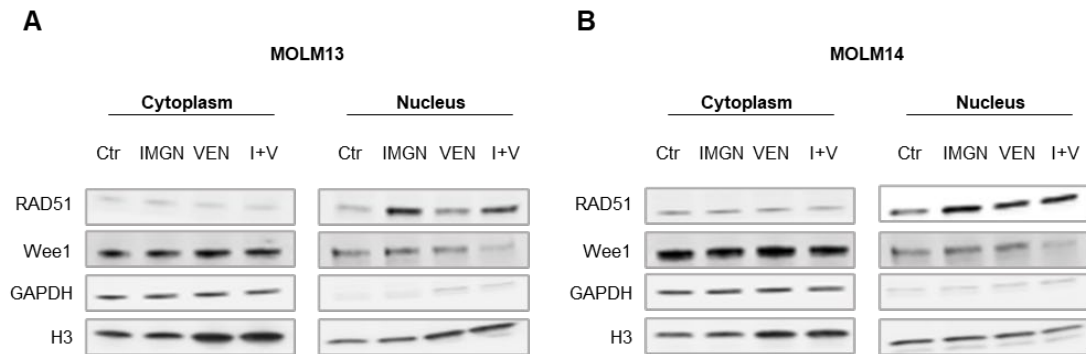 A
B
MOLM13
MOLM14
Cytoplasm Nucleus
Cytoplasm Nucleus
Ctr IMGN VEN I+V Ctr IMGN VEN I+V
Ctr IMGN VEN I+V Ctr IMGN VEN I+V
RAD51
RAD51
Wee1
Wee1
GAPDH
GAPDH
H3
H3